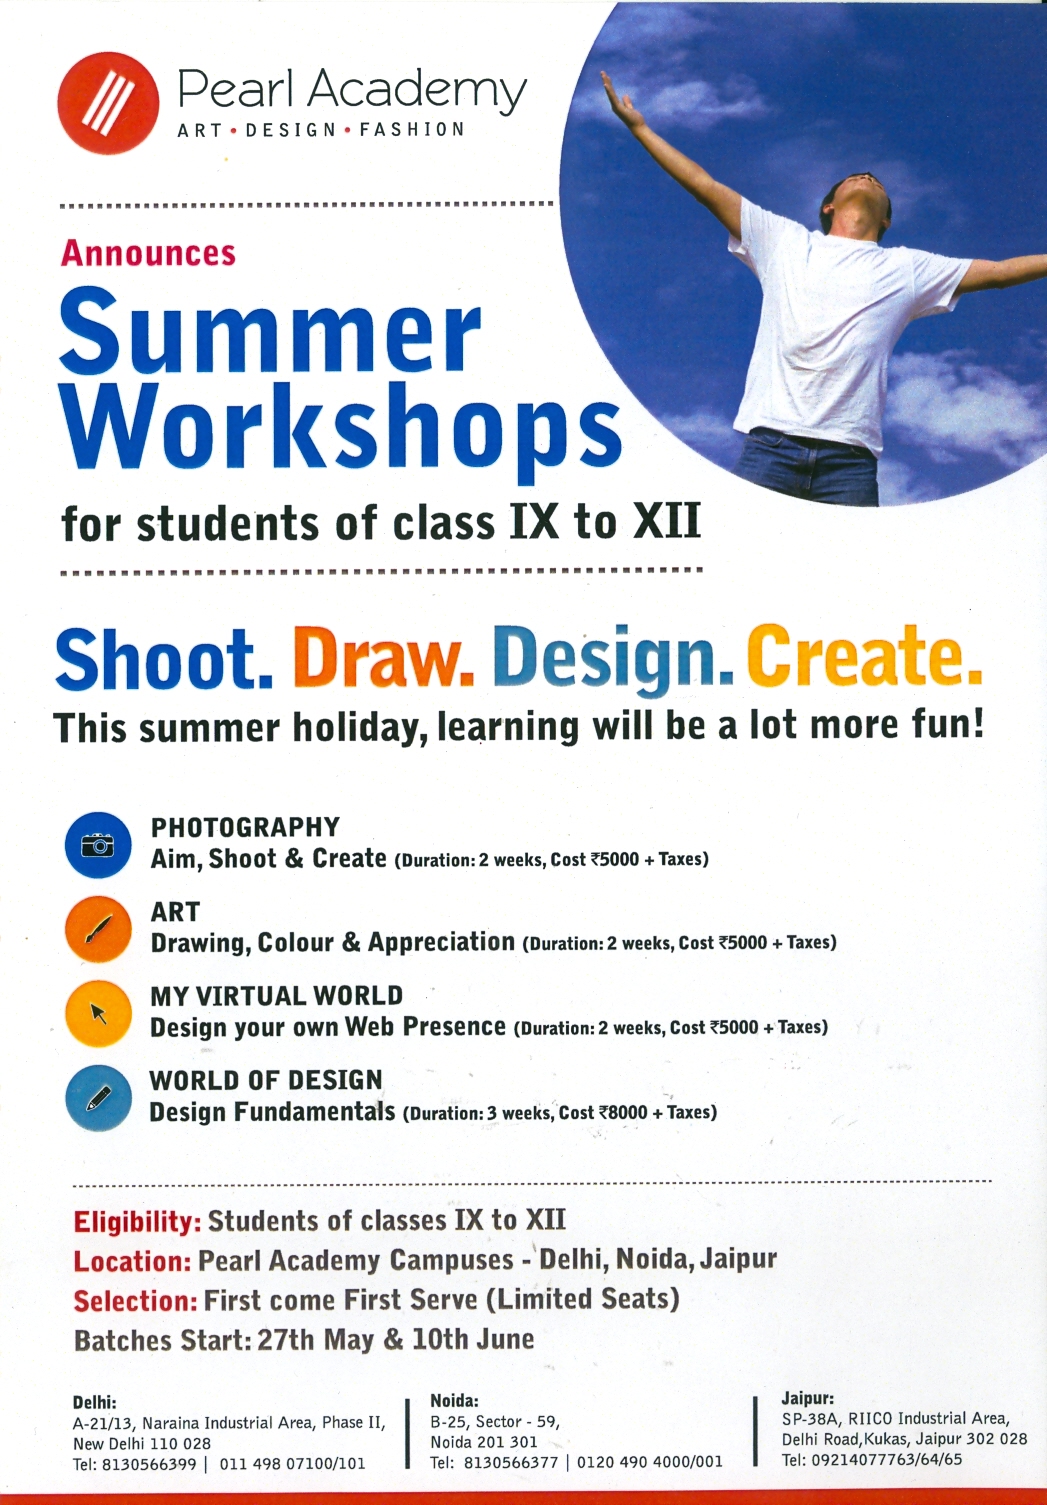 Pearl Academy
ART • DESIGN • FASHION
Announces
Summer
Workshops
for students of class IX to XII
Shoot. Draw. Design. Create.
This summer holiday, learning will be a lot more fun!
PHOTOGRAPHY
Aim, Shoot & Create (Duration: 2 weeks, Cost ₹5000 + Taxes)
ART
Drawing, Colour & Appreciation (Duration: 2 weeks, Cost ₹5000 + Taxes)
MY VIRTUAL WORLD
Design your own Web Presence (Duration: 2 weeks, Cost ₹5000 + Taxes)
WORLD OF DESIGN
Design Fundamentals (Duration: 3 weeks, Cost ₹8000 + Taxes)
Eligibility: Students of classes IX to XII
Location: Pearl Academy Campuses - Delhi, Noida, Jaipur
Selection: First come First Serve (Limited Seats)
Batches Start: 27th May & 10th June
Delhi:
A-21/13, Naraina Industrial Area, Phase II,
New Delhi 110 028
Tel: 8130566399 | 011 498 07100/101
Noida:
B-25, Sector - 59,
Noida 201 301
Tel: 8130566377 | 0120 490 4000/001
Jaipur:
SP-38A, RIICO Industrial Area,
Delhi Road,Kukas, Jaipur 302 028
Tel: 09214077763/64/65